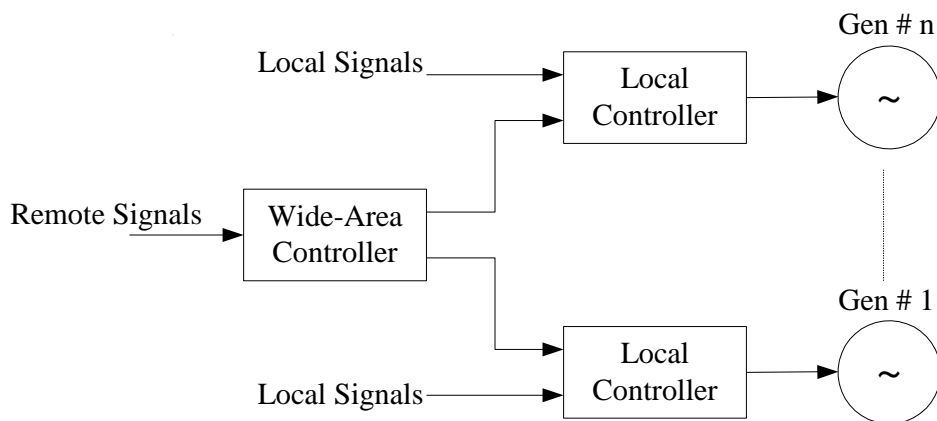 Gen # n
Local Signals
Local
Controller
~
Remote Signals
Wide-Area
Controller
Gen # 1
Local Signals
Local
Controller
~